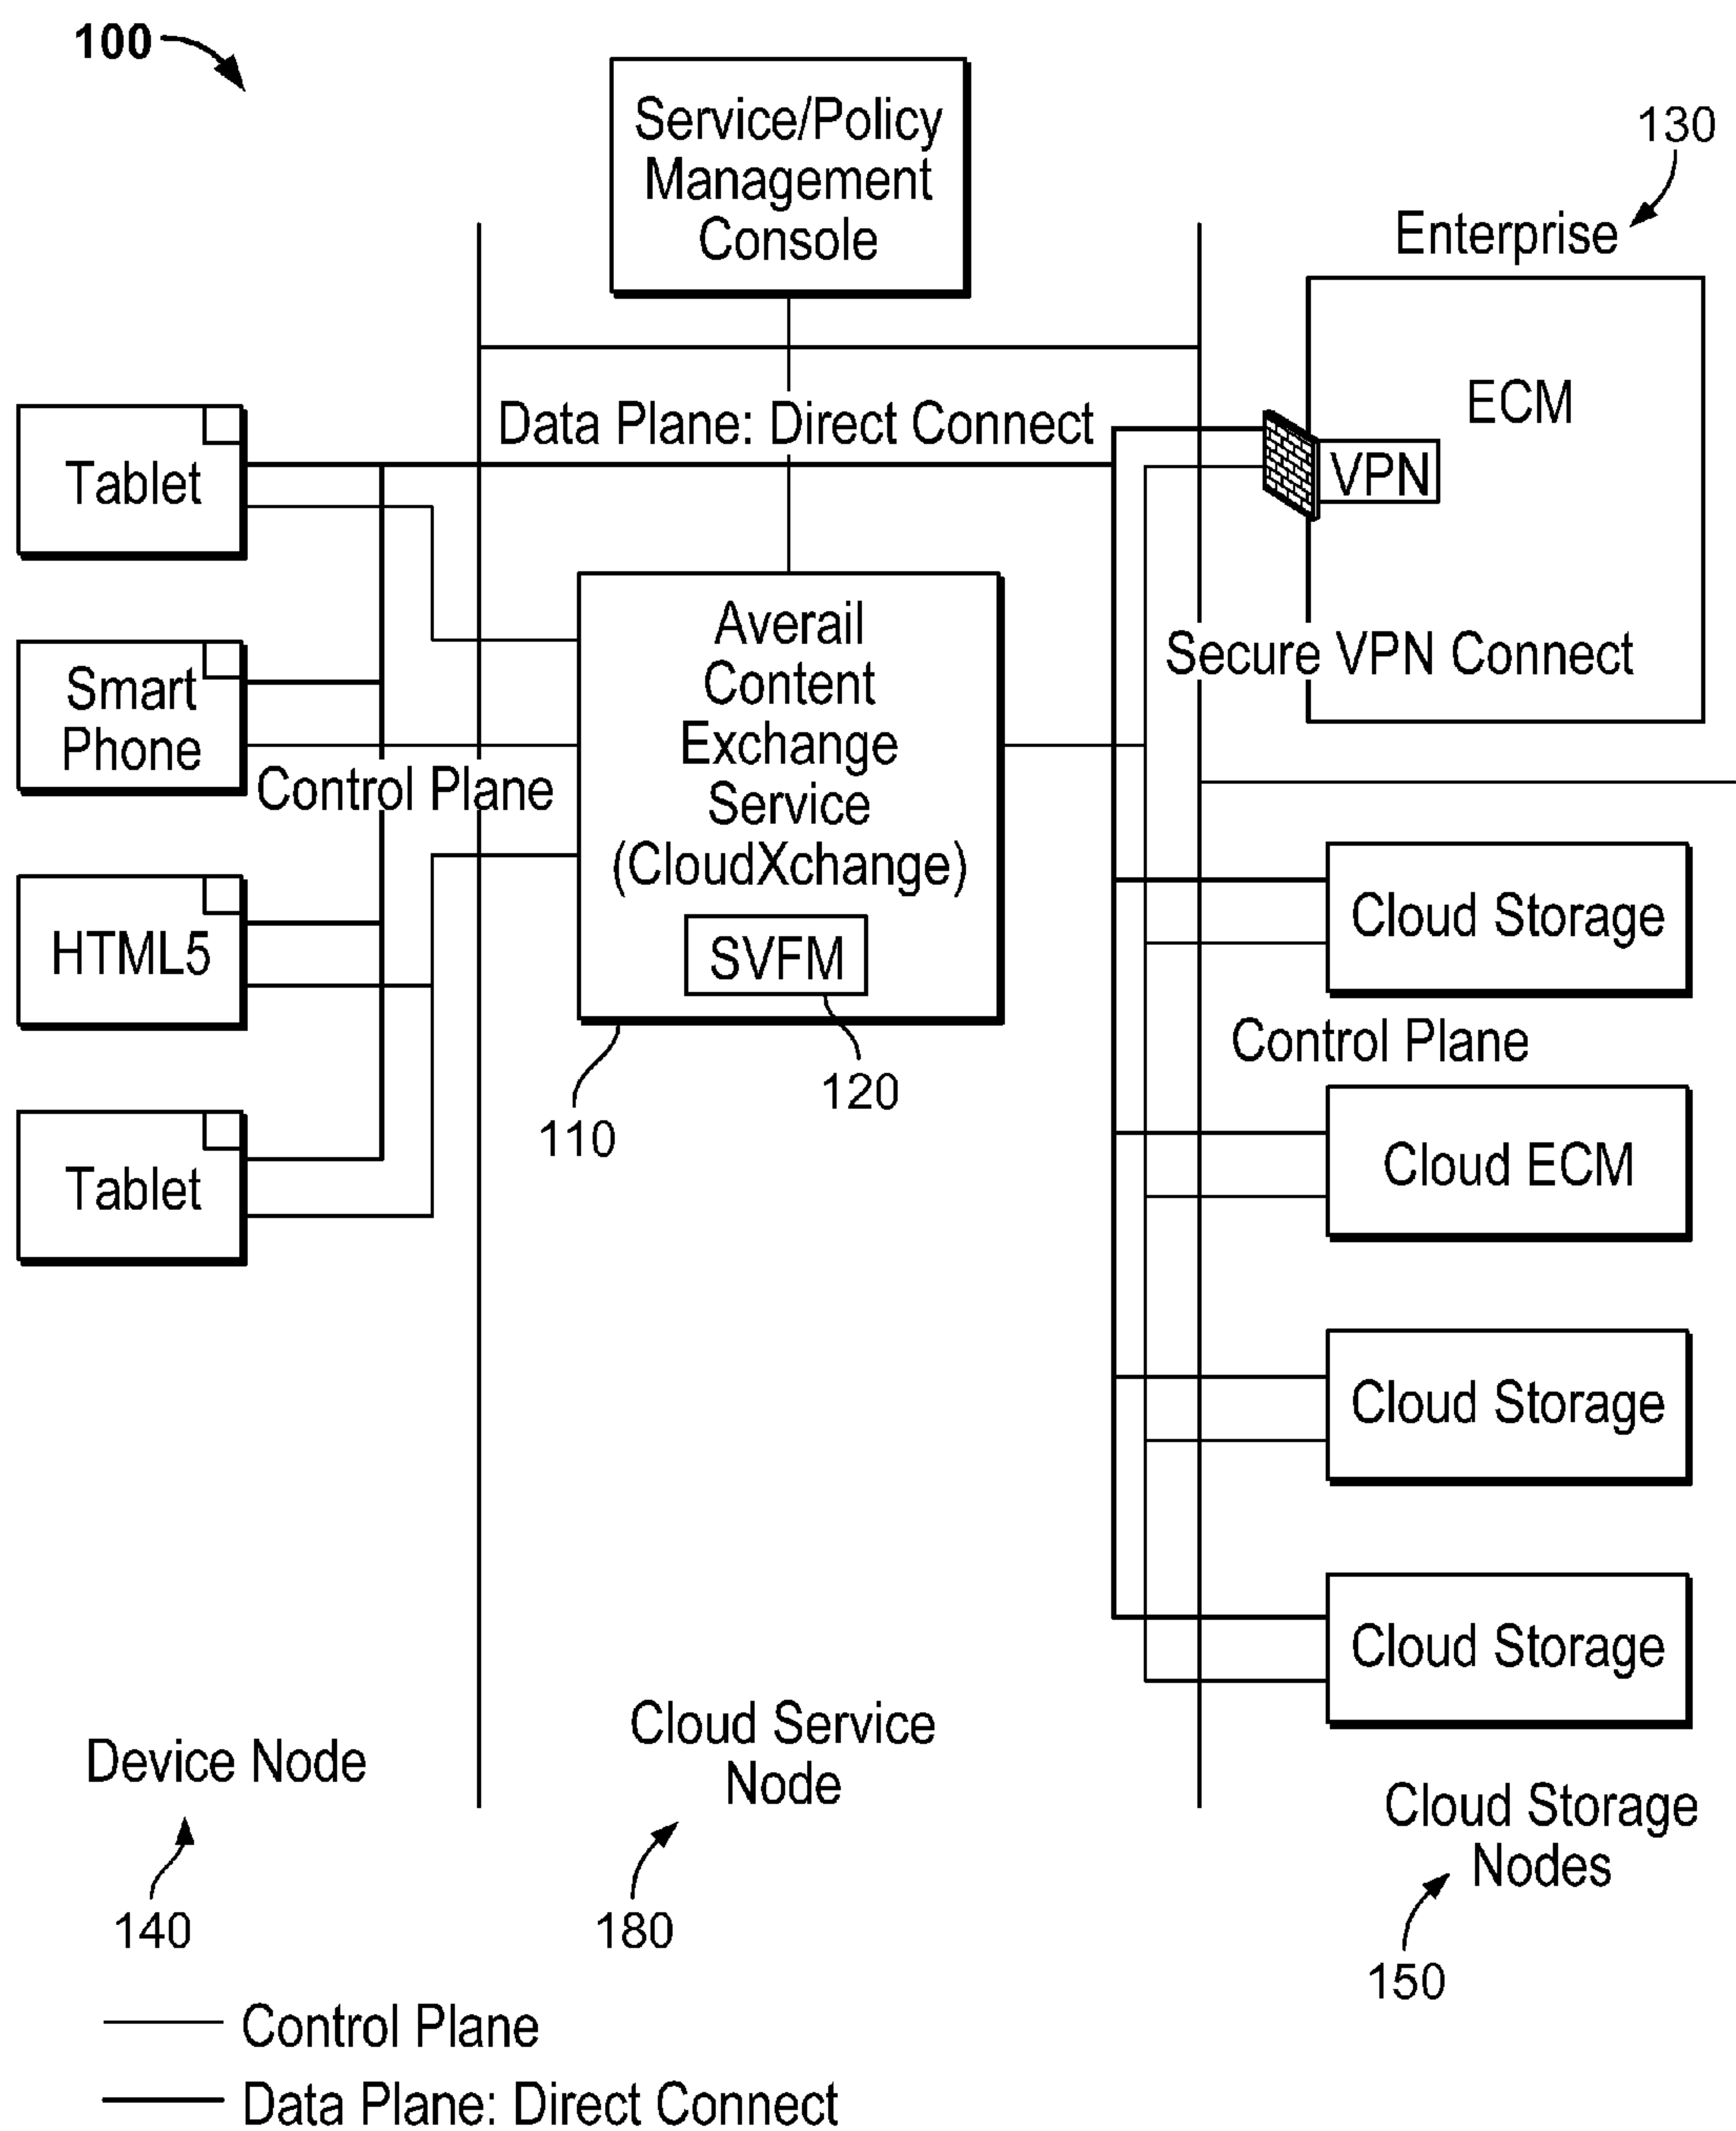 100
Service/Policy
Management
Console
130
Enterprise
ECM
VPN
Secure VPN Connect
Data Plane: Direct Connect
Tablet
Smart
Phone
Control Plane
HTML5
Tablet
Averail
Content
Exchange
Service
(CloudXchange)
SVFM
120
110
Cloud Storage
Control Plane
Cloud ECM
Cloud Storage
Cloud Storage
Device Node
140
Cloud Service
Node
180
Cloud Storage
Nodes
150
Control Plane
Data Plane: Direct Connect